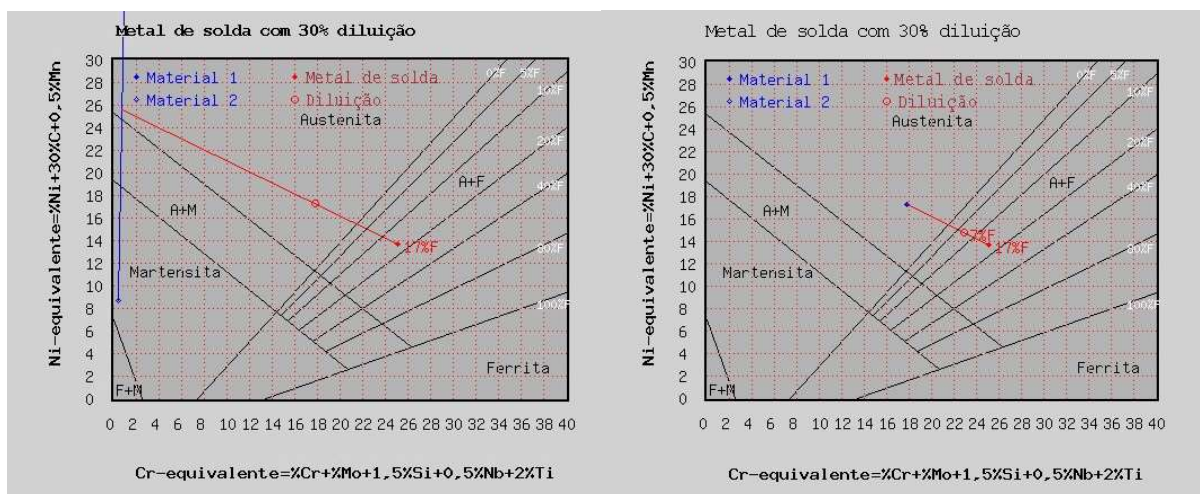 Metal de solda com 30% diluição
Ni-equivalente=%Ni+30%C+0,5%Mn
30
28
26
24
22
20
18
16
14
12
10
8
6
4
2
0
Material 1
Metal de solda
Material 2
Diluição
Austenita
0%F
5%F
10%F
20%F
40%F
80%F
100%F
A+F
A+M
17%F
Martensita
Ferrita
F+M
0 2 4 6 8 10 12 14 16 18 20 22 24 26 28 30 32 34 36 38 40
Cr-equivalente=%Cr+%Mo+1,5%Si+0,5%Nb+2%Ti
Metal de solda com 30% diluição
Ni-equivalente=%Ni+30%C+0,5%Mn
30
28
26
24
22
20
18
16
14
12
10
8
6
4
2
0
Material 1
Metal de solda
Material 2
Diluição
Austenita
0%F
5%F
10%F
20%F
40%F
80%F
100%F
A+F
A+M
7%F
17%F
Martensita
Ferrita
F+M
0 2 4 6 8 10 12 14 16 18 20 22 24 26 28 30 32 34 36 38 40
Cr-equivalente=%Cr+%Mo+1,5%Si+0,5%Nb+2%Ti